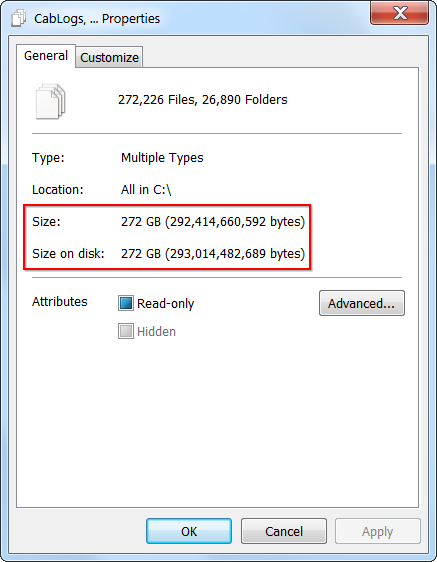 CabLogs, ... Properties
General Customize
272,226 Files, 26,890 Folders
Type: Multiple Types
Location: All in C:\
Size: 272 GB (292,414,660,592 bytes)
Size on disk: 272 GB (293,014,482,689 bytes)
Attributes Read-only Advanced...
Hidden
OK Cancel Apply